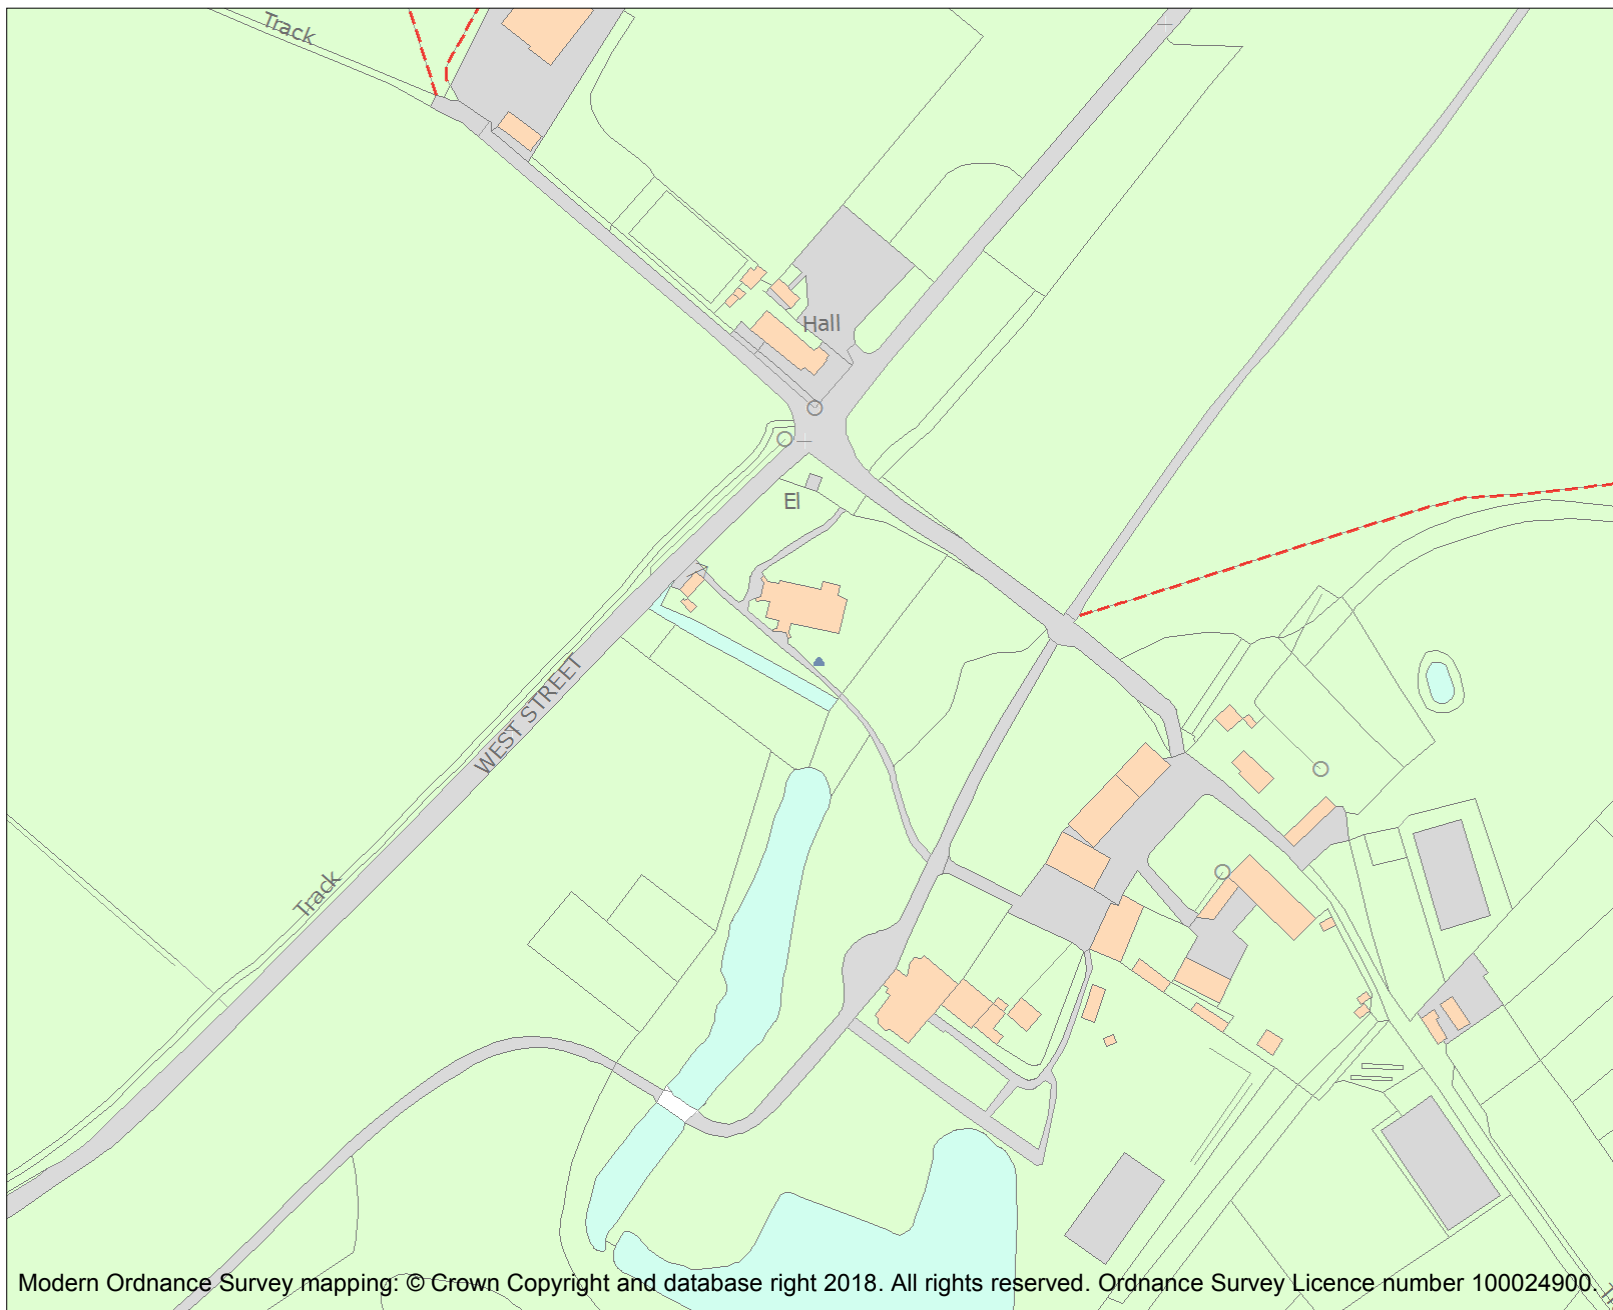 Track
Hall
El
WEST STREET
Track
Modern Ordnance Survey mapping: © Crown Copyright and database right 2018. All rights reserved. Ordnance Survey Licence number 100024900.